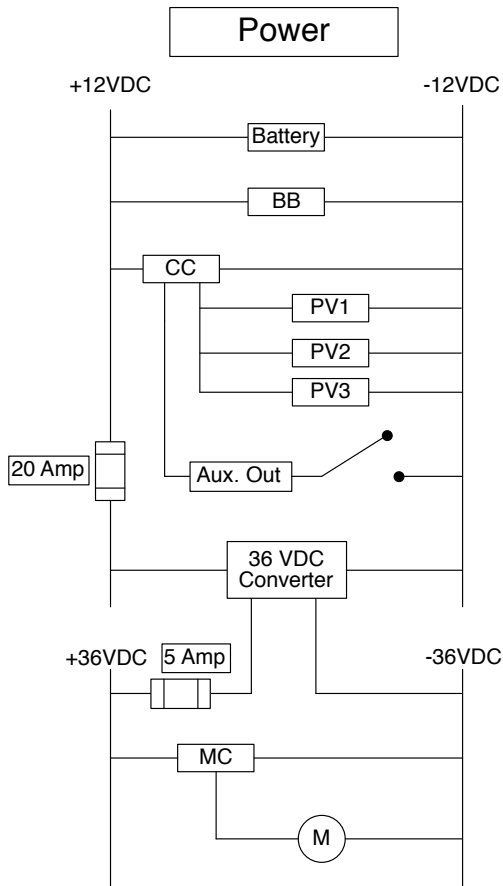 Power
+12VDC
-12VDC
Battery
BB
CC
PV1
PV2
PV3
20 Amp
Aux. Out
36 VDC
Converter
+36VDC
5 Amp
-36VDC
MC
M